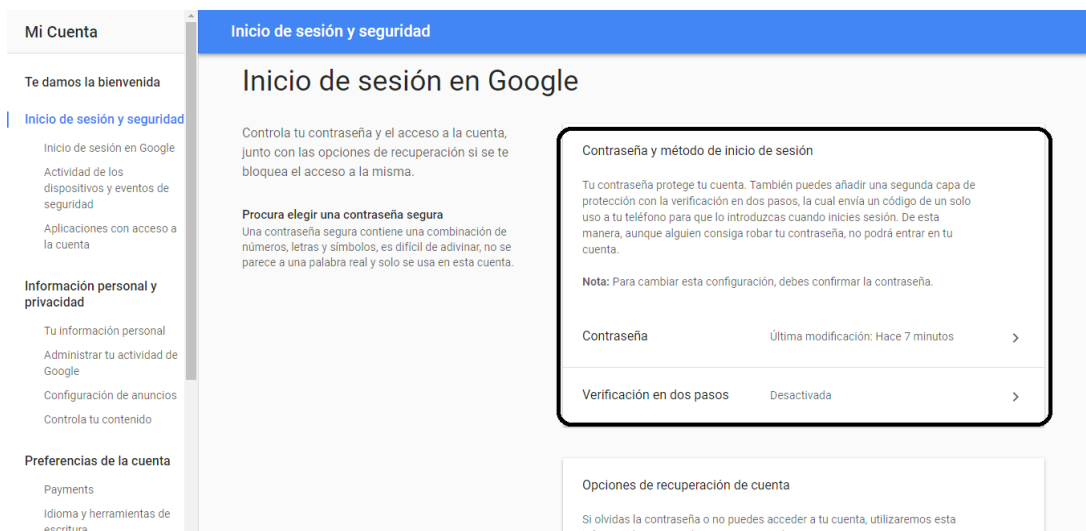 Mi Cuenta
Te damos la bienvenida
Inicio de sesión y seguridad
Inicio de sesión en Google
Actividad de los
dispositivos y eventos de
seguridad
Aplicaciones con acceso a
la cuenta
Información personal y
privacidad
Tu información personal
Administrar tu actividad de
Google
Configuración de anuncios
Controla tu contenido
Preferencias de la cuenta
Payments
Idioma y herramientas de
escritura
Inicio de sesión y seguridad
Inicio de sesión en Google
Controla tu contraseña y el acceso a la cuenta,
junto con las opciones de recuperación si se te
bloquea el acceso a la misma.
Procura elegir una contraseña segura
Una contraseña segura contiene una combinación de
números, letras y símbolos, es difícil de adivinar, no se
parece a una palabra real y solo se usa en esta cuenta.
Contraseña y método de inicio de sesión
Tu contraseña protege tu cuenta. También puedes añadir una segunda capa de
protección con la verificación en dos pasos, la cual envía un código de un solo
uso a tu teléfono para que lo introduzcas cuando inicies sesión. De esta
manera, aunque alguien consiga robar tu contraseña, no podrá entrar en tu
cuenta.
Nota: Para cambiar esta configuración, debes confirmar la contraseña.
Contraseña Última modificación: Hace 7 minutos
Verificación en dos pasos Desactivada
Opciones de recuperación de cuenta
Si olvidas la contraseña o no puedes acceder a tu cuenta, utilizaremos esta